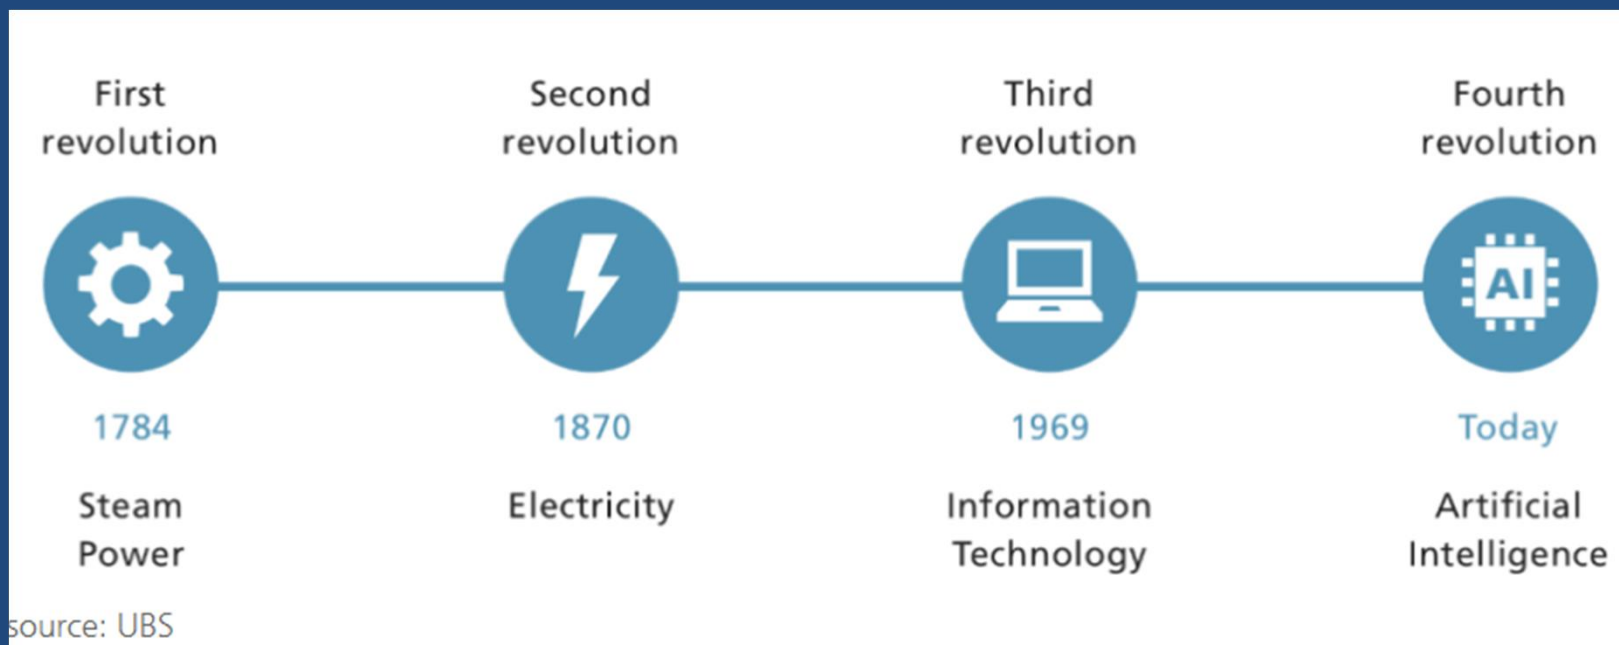 First
revolution
Second
revolution
Third
revolution
Fourth
revolution
AI
1784
1870
1969
Today
Steam
Power
Electricity
Information
Technology
Artificial
Intelligence
source: UBS